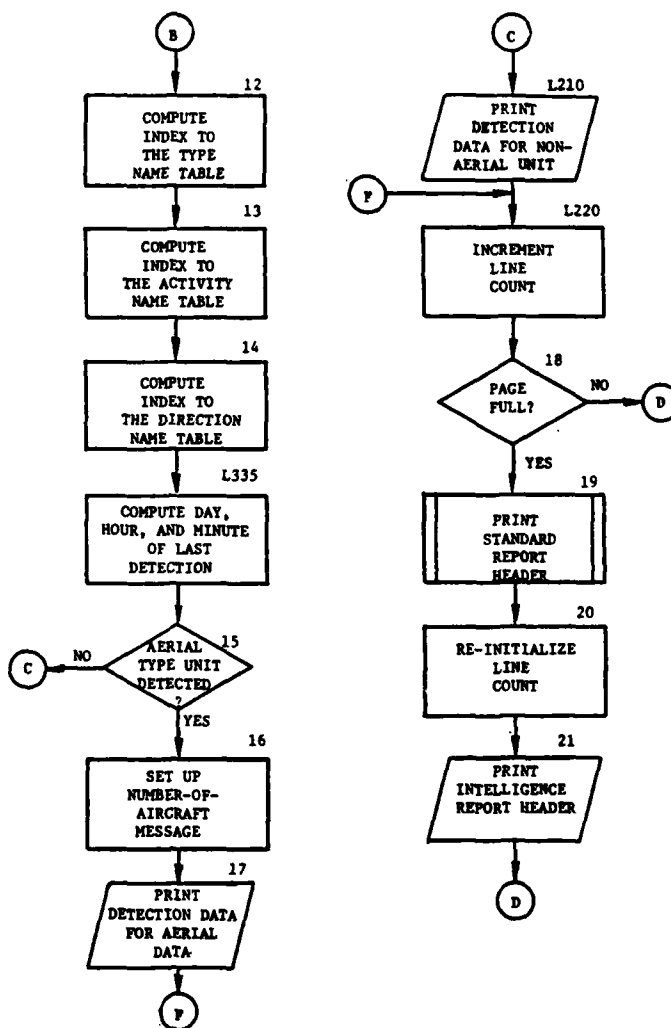 B
12
COMPUTE
INDEX TO
THE TYPE
NAME TABLE
13
COMPUTE
INDEX TO
THE ACTIVITY
NAME TABLE
14
COMPUTE
INDEX TO
THE DIRECTION
NAME TABLE
L335
COMPUTE DAY,
HOUR, AND MINUTE
OF LAST
DETECTION
15
AERIAL
TYPE UNIT
DETECTED
?
NO
C
YES
16
SET UP
NUMBER-OF-
AIRCRAFT
MESSAGE
17
PRINT
DETECTION DATA
FOR AERIAL
DATA
F
C
L210
PRINT
DETECTION
DATA FOR NON-
AERIAL UNIT
F
L220
INCREMENT
LINE
COUNT
18
PAGE
FULL?
NO
D
YES
19
PRINT
STANDARD
REPORT
HEADER
20
RE-INITIALIZE
LINE
COUNT
21
PRINT
INTELLIGENCE
REPORT HEADER
D